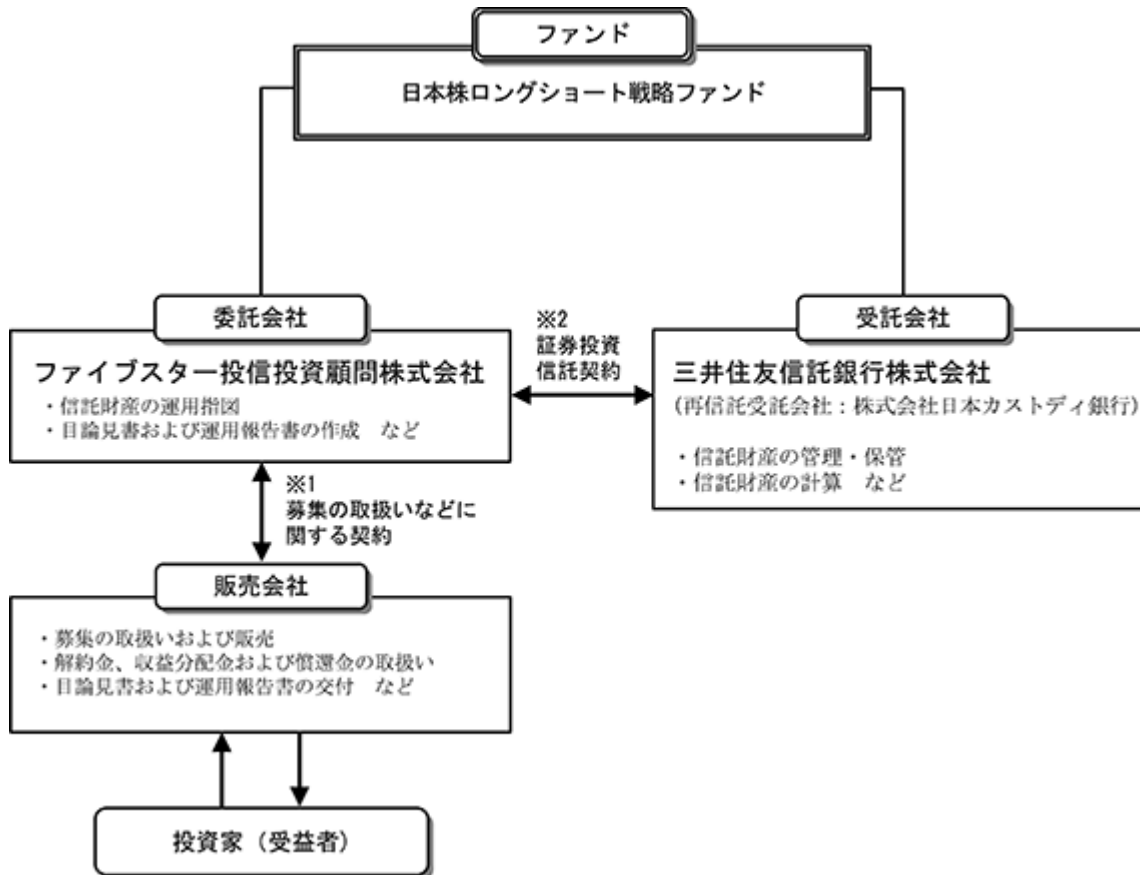 ファンド
日本株ロングショート戦略ファンド
委託会社
ファイブスター投信投資顧問株式会社
・信託財産の運用指図
・目論見書および運用報告書の作成　など
※2
証券投資
信託契約
受託会社
三井住友信託銀行株式会社
(再信託受託会社：株式会社日本カストディ銀行)
・信託財産の管理・保管
・信託財産の計算　など
※1
募集の取扱いなどに
関する契約
販売会社
・募集の取扱いおよび販売
・解約金、収益分配金および償還金の取扱い
・目論見書および運用報告書の交付　など
投資家（受益者）